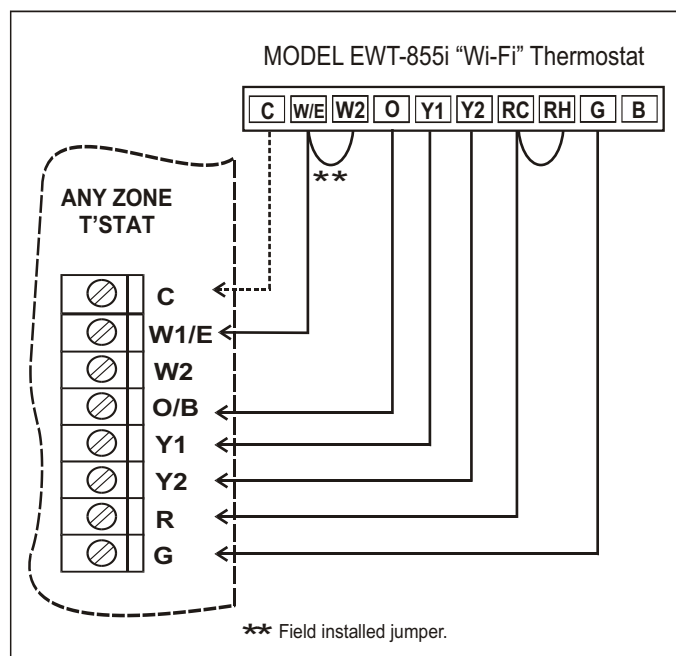 MODEL EWT-855i “Wi-Fi” Thermostat
C W/E W2 O Y1 Y2 RC RH G B
**
ANY ZONE
T’STAT
C
W1/E
W2
O/B
Y1
Y2
R
G
** Field installed jumper.